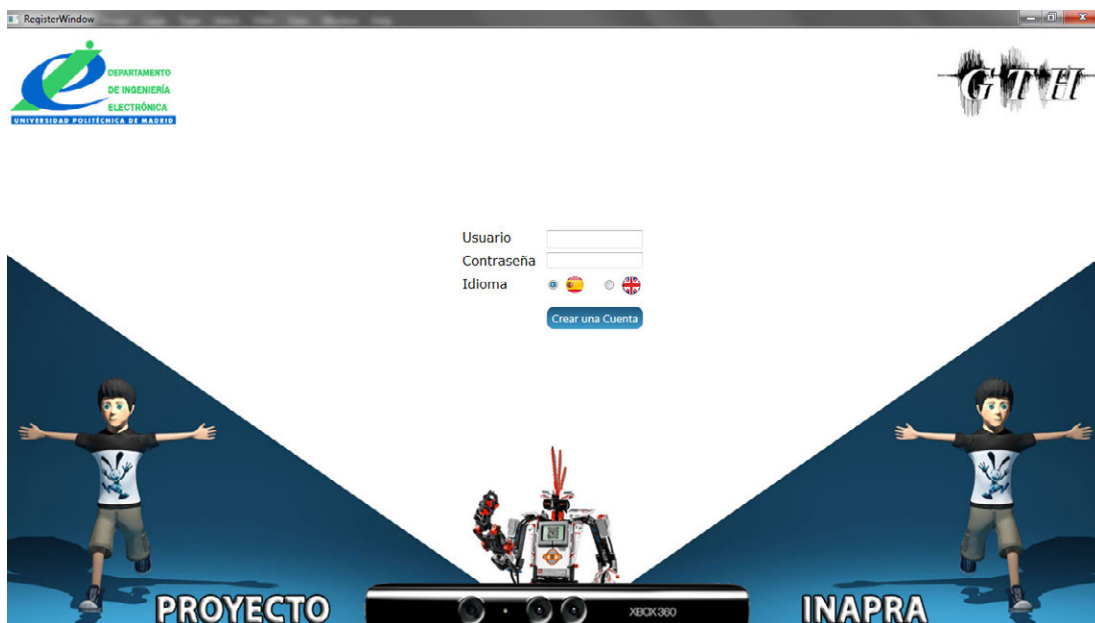 RegisterWindow
DEPARTAMENTO
DE INGENIERÍA
ELECTRÓNICA
UNIVERSIDAD POLITÉCNICA DE MADRID
GTH
Usuario
Contraseña
Idioma
Crear una Cuenta
PROYECTO
XBOX 360
INAPRA